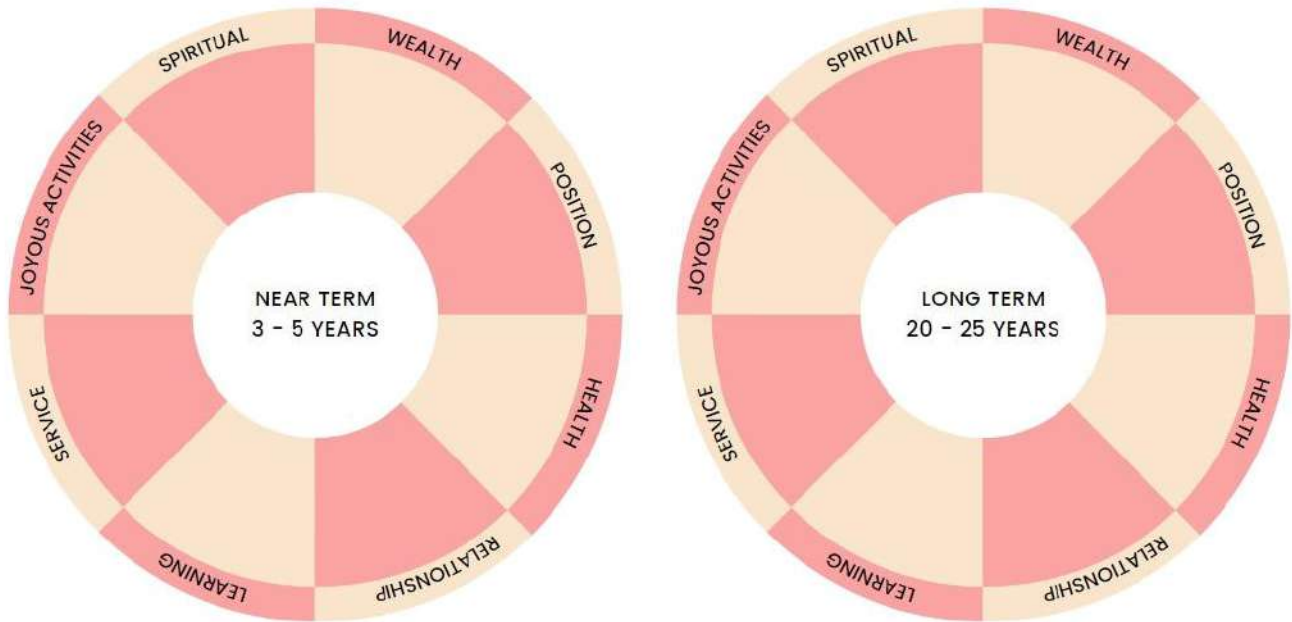 SPIRITUAL
WEALTH
POSITION
HEALTH
RELATIONSHIP
LEARNING
SERVICE
JOYOUS ACTIVITIES
NEAR TERM
3 - 5 YEARS
SPIRITUAL
WEALTH
POSITION
HEALTH
RELATIONSHIP
LEARNING
SERVICE
JOYOUS ACTIVITIES
LONG TERM
20 - 25 YEARS